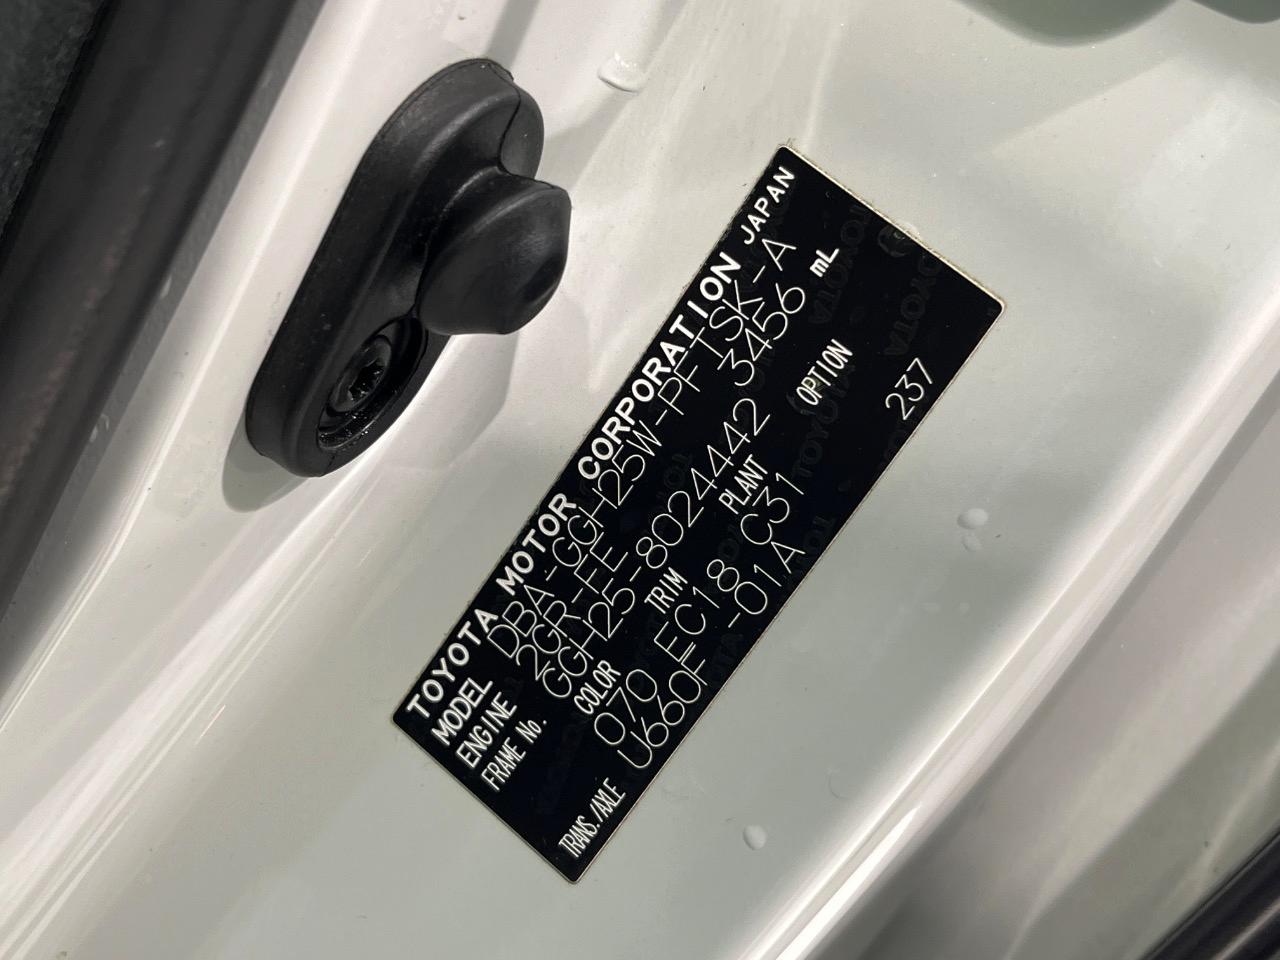 TOYOTA MOTOR CORPORATION JAPAN
MODEL DBA-GGH25W-PFTSK-A
ENGINE 2GR-FE 3456 mL
FRAME No. GGH25-8024442
COLOR TRIM PLANT OPTION
070 FC18 C31 237
TRANS./AXLE U660F -01A